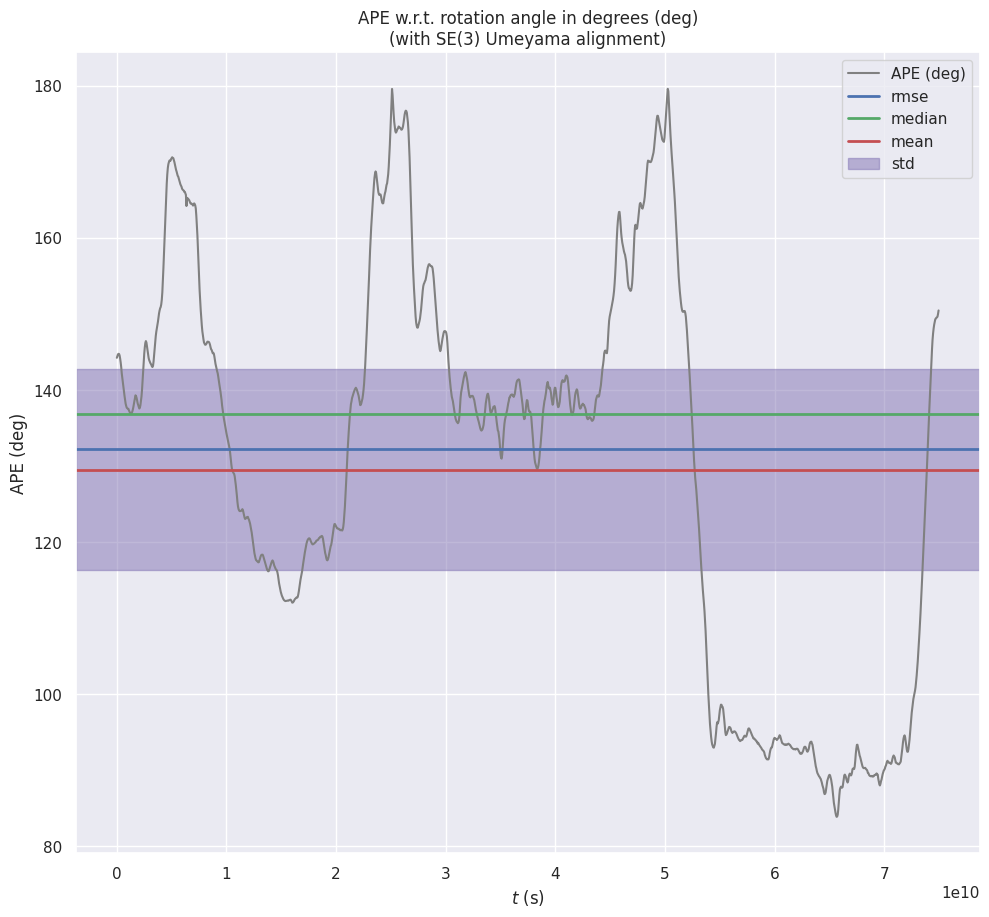 APE w.r.t. rotation angle in degrees (deg)
(with SE(3) Umeyama alignment)
APE (deg)
rmse
median
mean
std
180
160
140
120
100
80
APE (deg)
0 1 2 3 4 5 6 7
1e10
t (s)